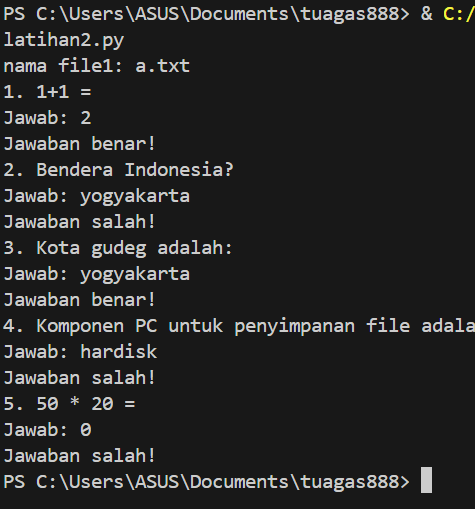 PS C:\Users\ASUS\Documents\tuagas888> & C:/
latihan2.py
nama file1: a.txt
1. 1+1 =
Jawab: 2
Jawaban benar!
2. Bendera Indonesia?
Jawab: yogyakarta
Jawaban salah!
3. Kota gudeg adalah:
Jawab: yogyakarta
Jawaban benar!
4. Komponen PC untuk penyimpanan file adala
Jawab: hardisk
Jawaban salah!
5. 50 * 20 =
Jawab: 0
Jawaban salah!
PS C:\Users\ASUS\Documents\tuagas888>